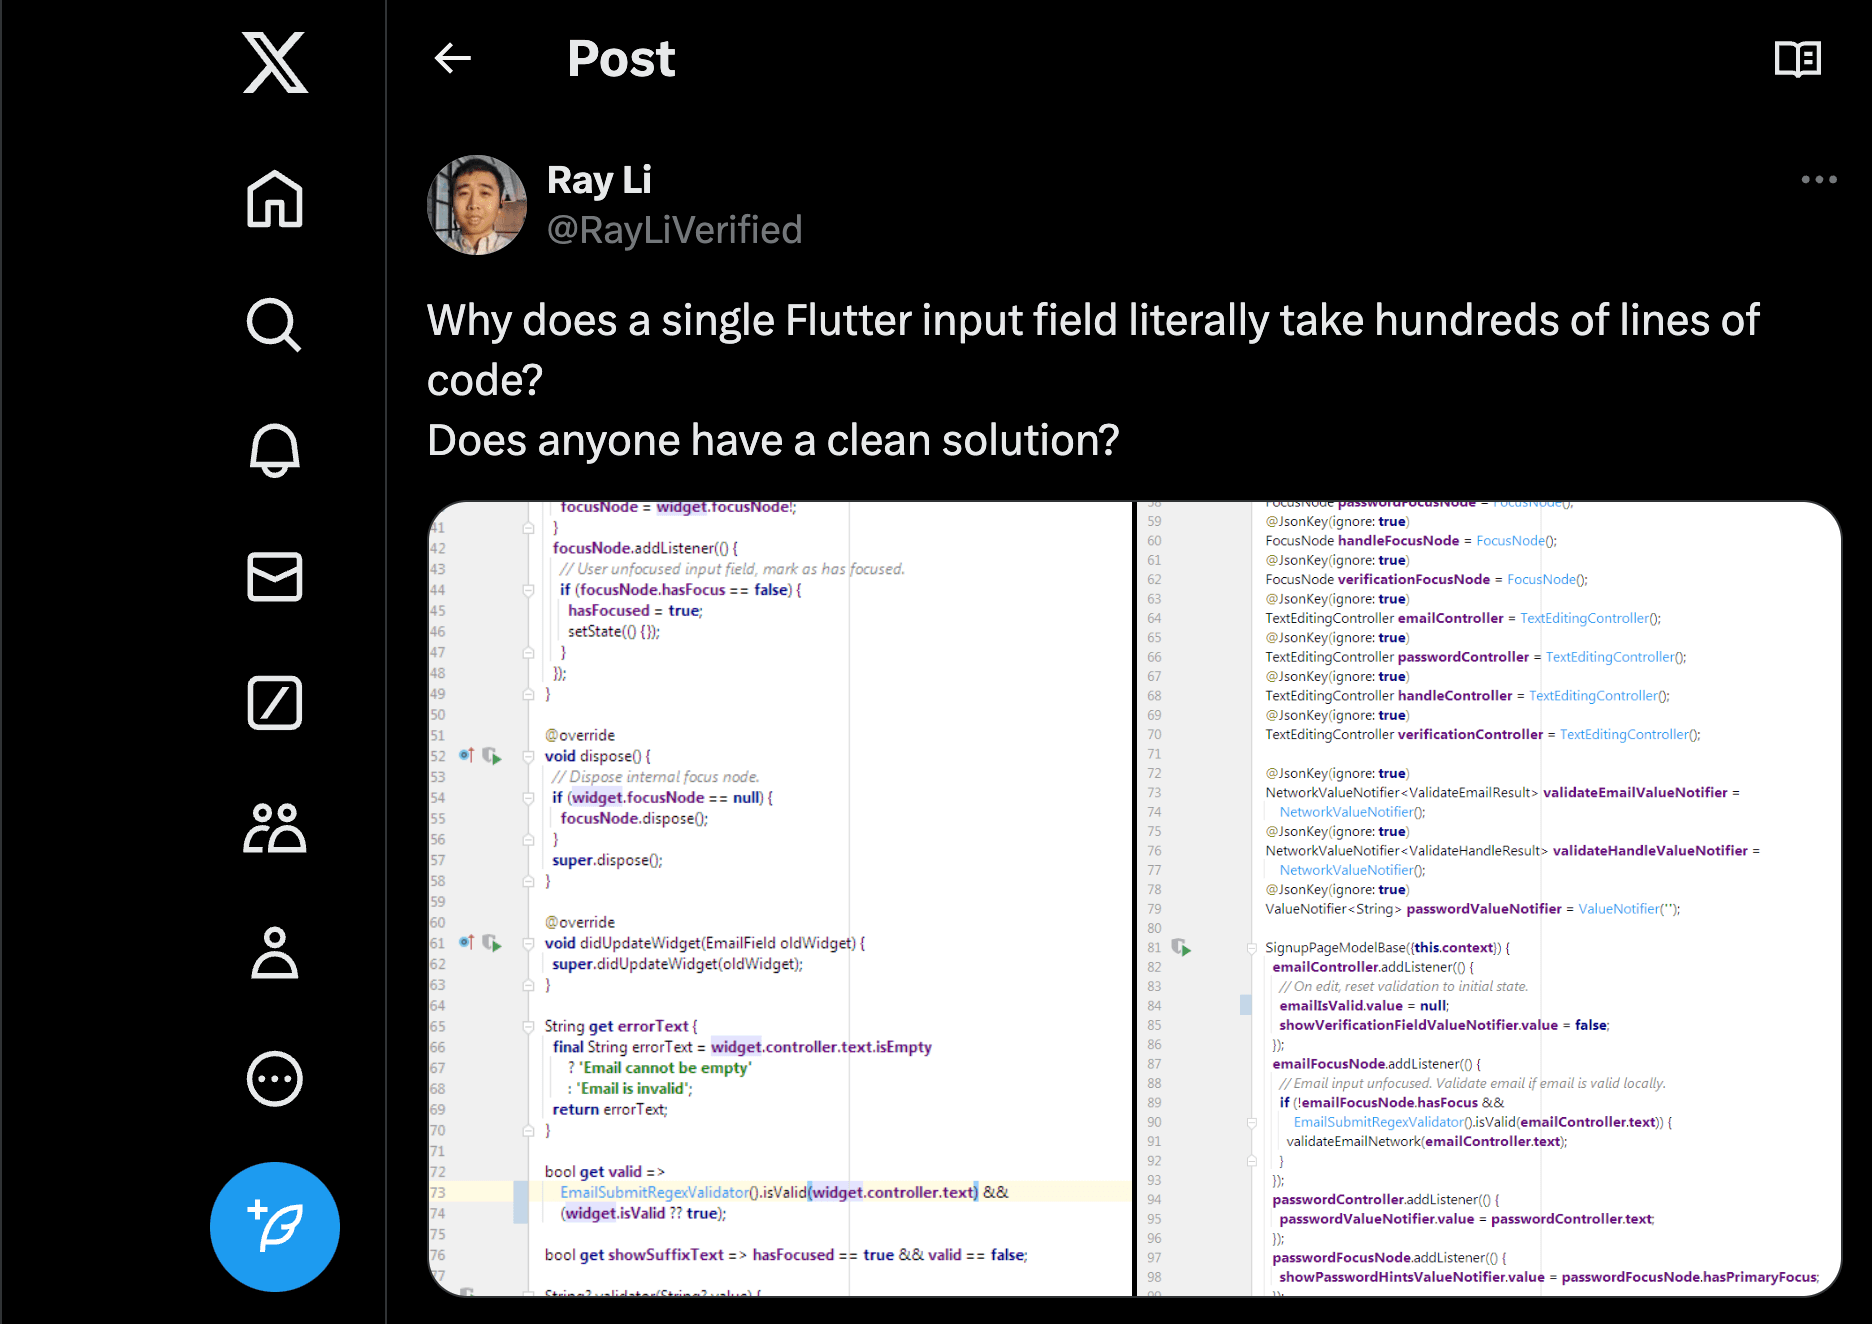 Post
Ray Li
@RayLiVerified
Why does a single Flutter input field literally take hundreds of lines of
code?
Does anyone have a clean solution?
focusNode = widget.focusNode!;
41 }
42 focusNode.addListener(() {
43 // User unfocused input field, mark as has focused.
44 if (focusNode.hasFocus == false) {
45 hasFocused = true;
46 setState(() {});
47 }
48 });
49 }
50
51 @override
52 void dispose() {
53 // Dispose internal focus node.
54 if (widget.focusNode == null) {
55 focusNode.dispose();
56 }
57 super.dispose();
58 }
59
60 @override
61 void didUpdateWidget(EmailField oldWidget) {
62 super.didUpdateWidget(oldWidget);
63 }
64
65 String get errorText {
66 final String errorText = widget.controller.text.isEmpty
67 ? 'Email cannot be empty'
68 : 'Email is invalid';
69 return errorText;
70 }
71
72 bool get valid =>
73 EmailSubmitRegexValidator().isValid(widget.controller.text) &&
74 (widget.isValid ?? true);
75
76 bool get showSuffixText => hasFocused == true && valid == false;
77
String? validator(String? value) {
58 FocusNode passwordFocusNode = FocusNode();
59 @JsonKey(ignore: true)
60 FocusNode handleFocusNode = FocusNode();
61 @JsonKey(ignore: true)
62 FocusNode verificationFocusNode = FocusNode();
63 @JsonKey(ignore: true)
64 TextEditingController emailController = TextEditingController();
65 @JsonKey(ignore: true)
66 TextEditingController passwordController = TextEditingController();
67 @JsonKey(ignore: true)
68 TextEditingController handleController = TextEditingController();
69 @JsonKey(ignore: true)
70 TextEditingController verificationController = TextEditingController();
71
72 @JsonKey(ignore: true)
73 NetworkValueNotifier<ValidateEmailResult> validateEmailValueNotifier =
74 NetworkValueNotifier();
75 @JsonKey(ignore: true)
76 NetworkValueNotifier<ValidateHandleResult> validateHandleValueNotifier =
77 NetworkValueNotifier();
78 @JsonKey(ignore: true)
79 ValueNotifier<String> passwordValueNotifier = ValueNotifier('');
80
81 SignupPageModelBase({this.context}) {
82 emailController.addListener(() {
83 // On edit, reset validation to initial state.
84 emailIsValid.value = null;
85 showVerificationFieldValueNotifier.value = false;
86 });
87 emailFocusNode.addListener(() {
88 // Email input unfocused. Validate email if email is valid locally.
89 if (!emailFocusNode.hasFocus &&
90 EmailSubmitRegexValidator().isValid(emailController.text)) {
91 validateEmailNetwork(emailController.text);
92 }
93 });
94 passwordController.addListener(() {
95 passwordValueNotifier.value = passwordController.text;
96 });
97 passwordFocusNode.addListener(() {
98 showPasswordHintsValueNotifier.value = passwordFocusNode.hasPrimaryFocus;
99 });